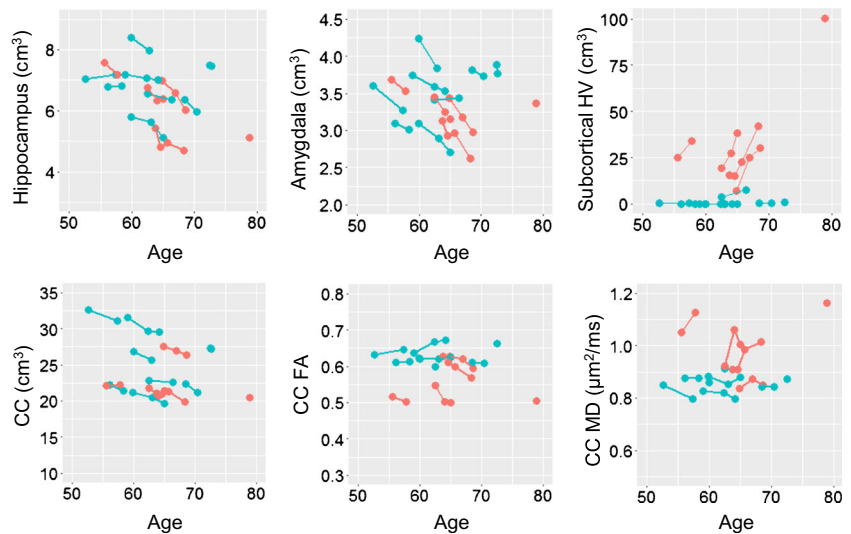 Hippocampus (cm³)
8
6
4
50 60 70 80
Age
Amygdala (cm³)
4.5
4.0
3.5
3.0
2.5
2.0
50 60 70 80
Age
Subcortical HV (cm³)
100
75
50
25
0
50 60 70 80
Age
CC (cm³)
35
30
25
20
15
10
50 60 70 80
Age
CC FA
0.8
0.7
0.6
0.5
0.4
0.3
50 60 70 80
Age
CC MD (μm²/ms)
1.2
1.0
0.8
0.6
50 60 70 80
Age